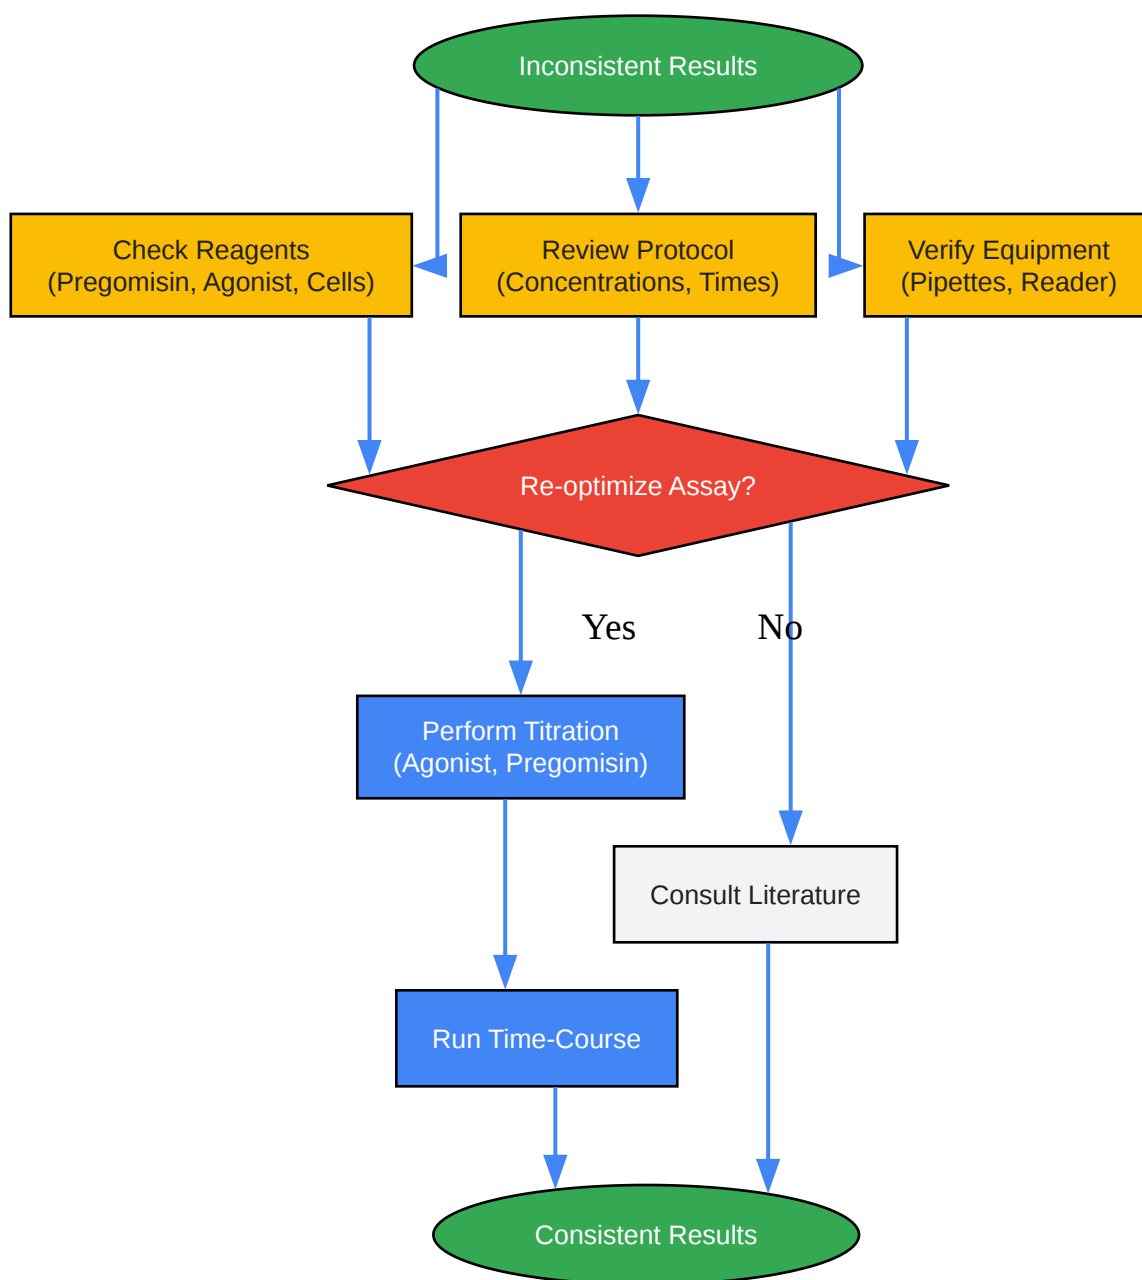 Inconsistent Results
Check Reagents
(Pregomisin, Agonist, Cells)
Review Protocol
(Concentrations, Times)
Verify Equipment
(Pipettes, Reader)
Re-optimize Assay?
Yes
No
Perform Titration
(Agonist, Pregomisin)
Consult Literature
Run Time-Course
Consistent Results